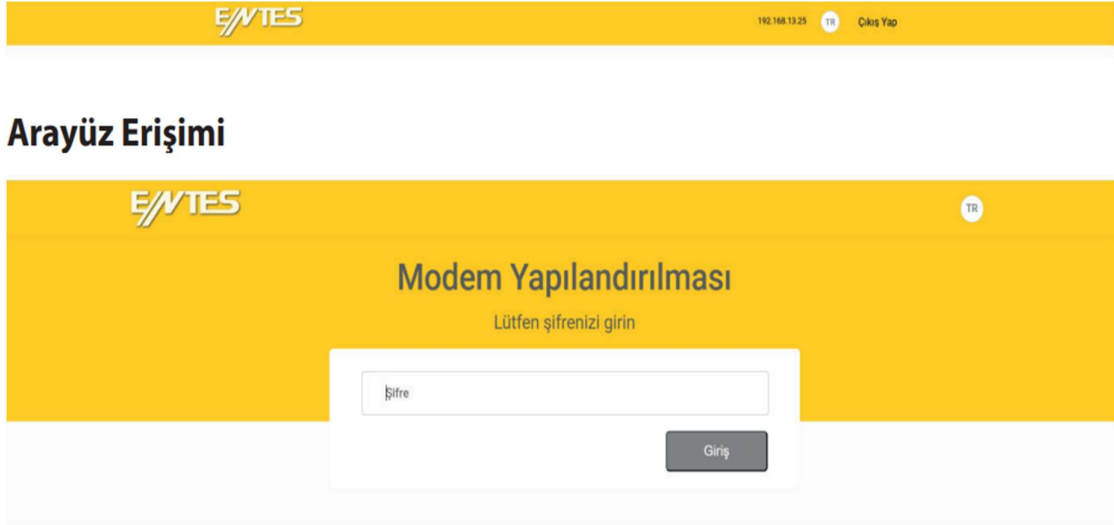 ENTES
192.168.13.25 TR Çıkış Yap
Arayüz Erişimi
ENTES
TR
Modem Yapılandırılması
Lütfen şifrenizi girin
Şifre
Giriş